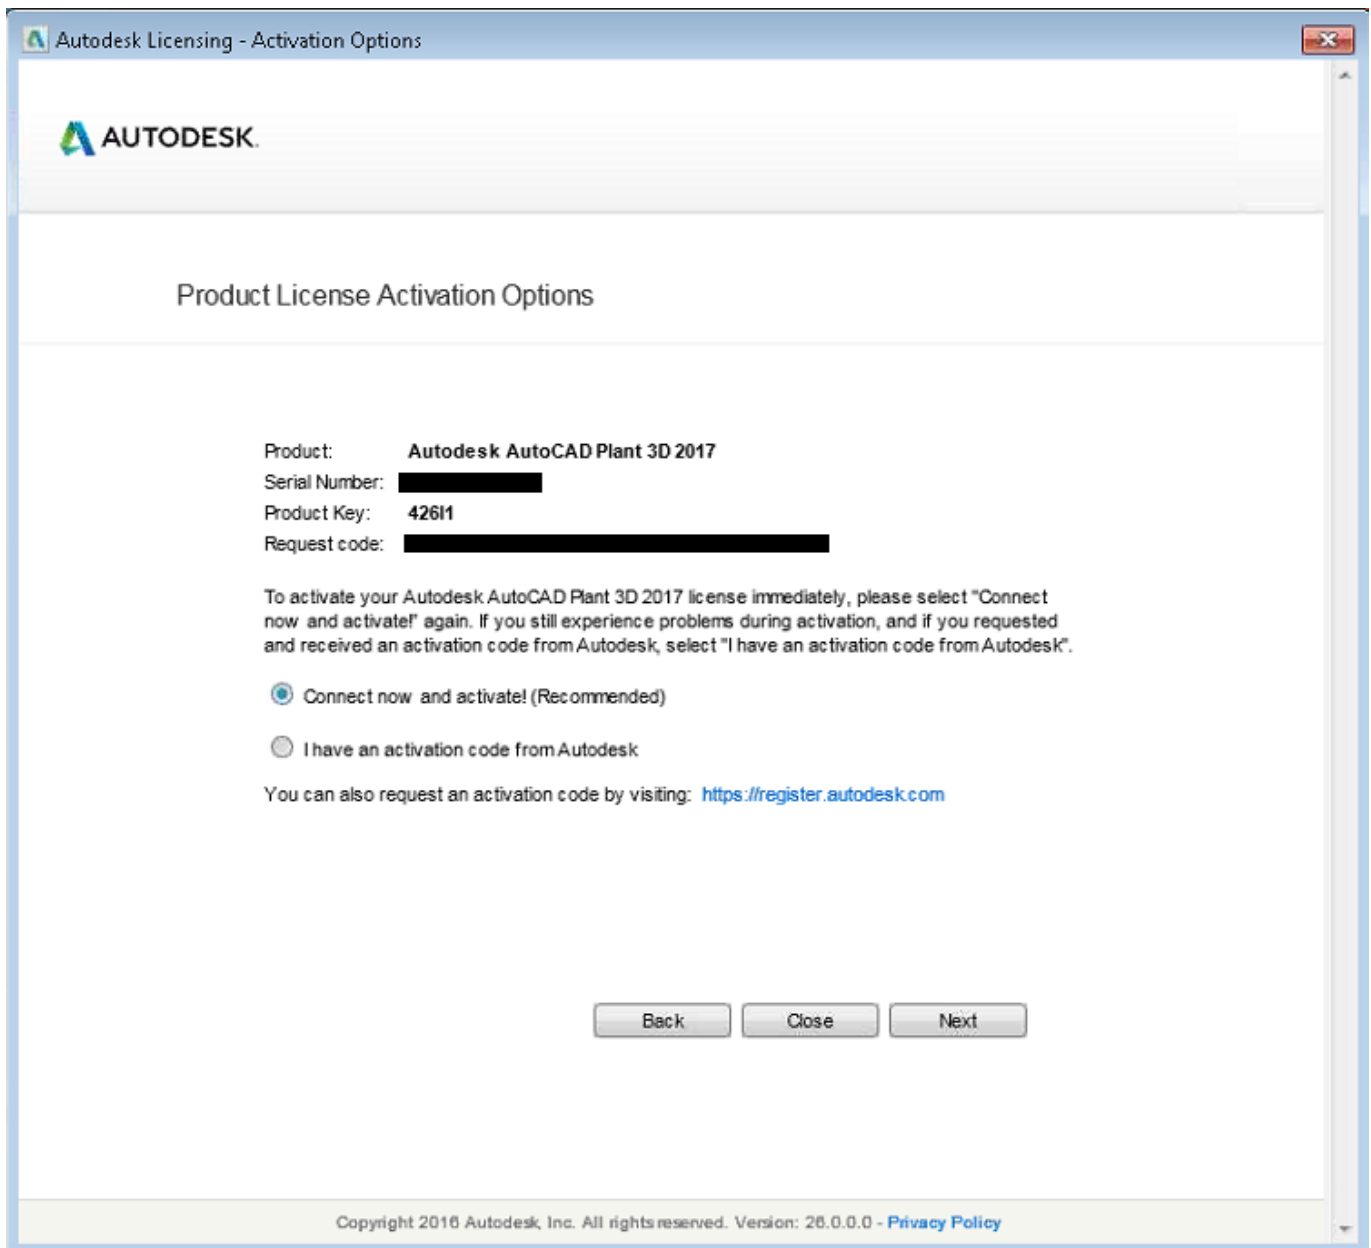 Autodesk Licensing - Activation Options
AUTODESK.
Product License Activation Options
Product: Autodesk AutoCAD Plant 3D 2017
Serial Number:
Product Key: 426I1
Request code:
To activate your Autodesk AutoCAD Plant 3D 2017 license immediately, please select "Connect
now and activate!" again. If you still experience problems during activation, and if you requested
and received an activation code from Autodesk, select "I have an activation code from Autodesk".
Connect now and activate! (Recommended)
I have an activation code from Autodesk
You can also request an activation code by visiting: https://register.autodesk.com
Back Close Next
Copyright 2016 Autodesk, Inc. All rights reserved. Version: 26.0.0.0 - Privacy Policy